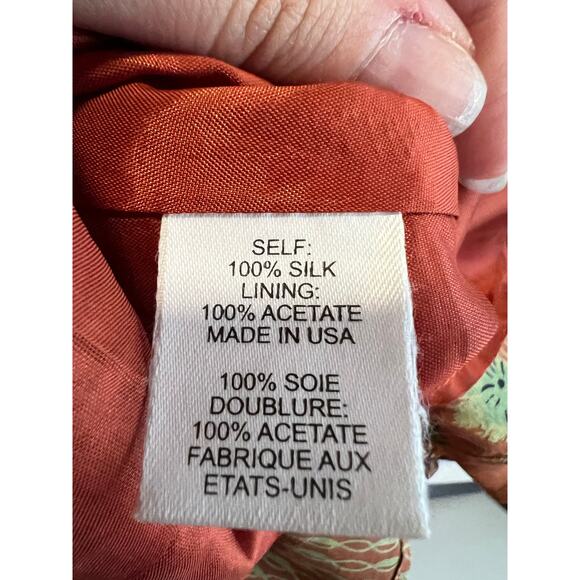 SELF:
100% SILK
LINING:
100% ACETATE
MADE IN USA
100% SOIE
DOUBLURE:
100% ACETATE
FABRIQUE AUX
ETATS-UNIS